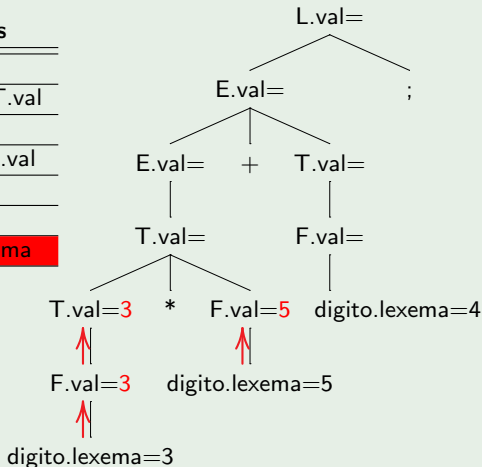 L.val=
s
E.val= ;
T.val
E.val= + T.val=
.val
T.val= F.val=
ma
T.val=3 * F.val=5 digito.lexema=4
F.val=3 digito.lexema=5
digito.lexema=3